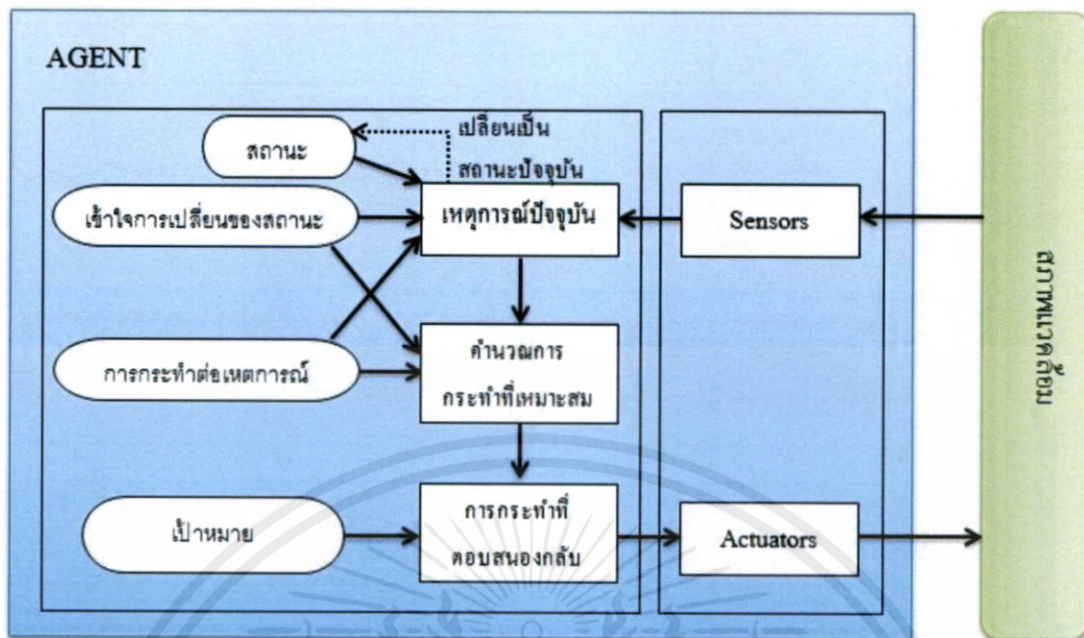 AGENT
สถานะ
เปลี่ยนเป็น
สถานะปัจจุบัน
เข้าใจการเปลี่ยนของสถานะ
เหตุการณ์ปัจจุบัน
Sensors
สภาพแวดล้อม
การกระทำต่อเหตการณ์
คำนวณการ
กระทำที่เหมาะสม
เป้าหมาย
การกระทำที่
ตอบสนองกลับ
Actuators